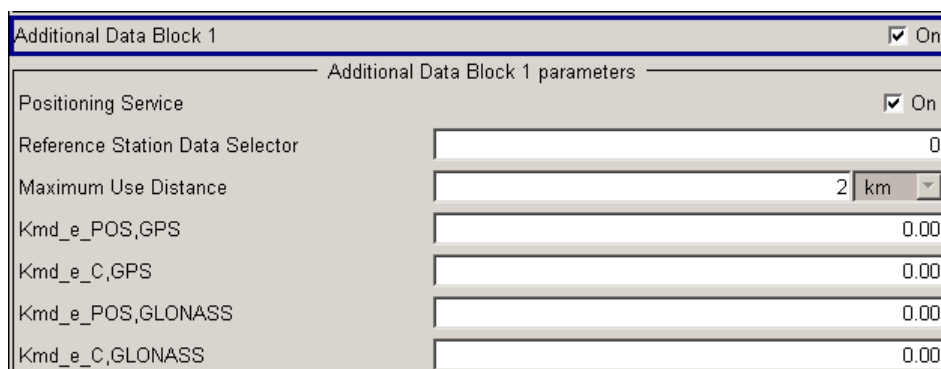 Additional Data Block 1 On
Additional Data Block 1 parameters
Positioning Service On
Reference Station Data Selector 0
Maximum Use Distance 2 km
Kmd_e_POS,GPS 0.00
Kmd_e_C,GPS 0.00
Kmd_e_POS,GLONASS 0.00
Kmd_e_C,GLONASS 0.00